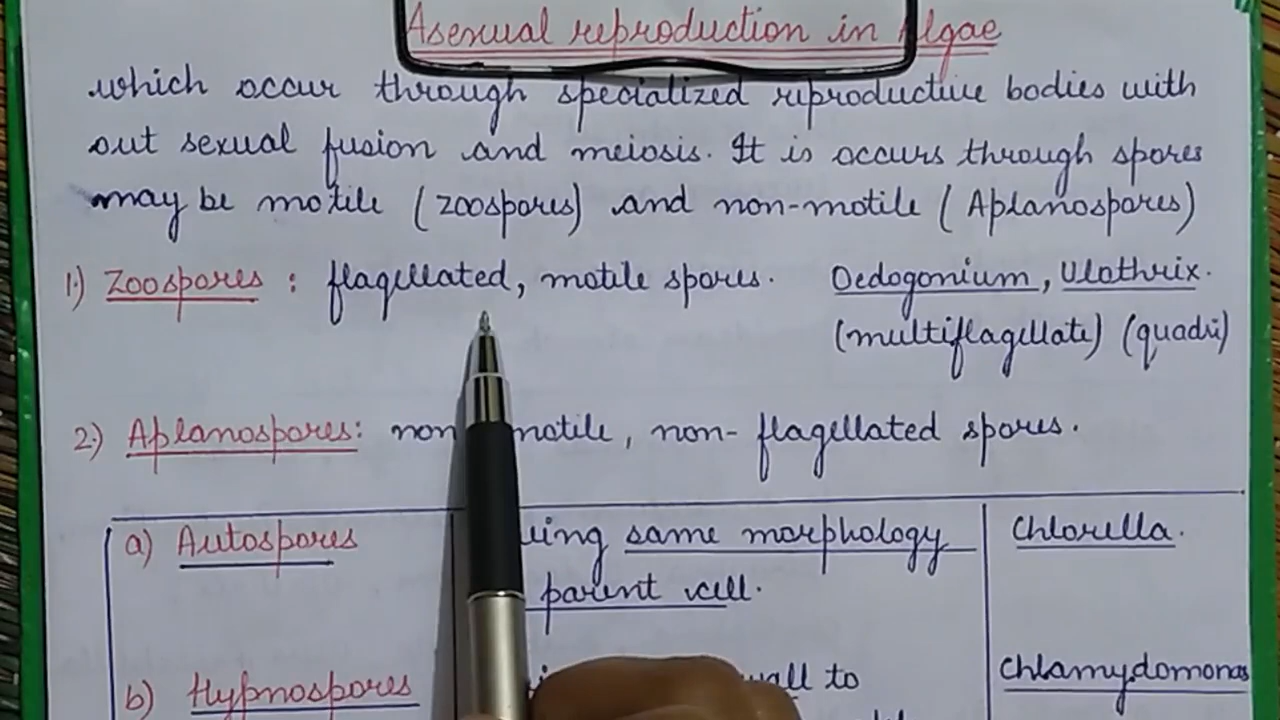 Asexual reproduction in Algae
which occur through specialized reproductive bodies with
out sexual fusion and meiosis. It is occurs through spores
may be motile (zoospores) and non-motile (Aplanospores)
1.) Zoospores : flagellated, motile spores. Oedogonium, Ulothrix.
(multiflagellate) (quadri)
2.) Aplanospores: non motile, non- flagellated spores.
a) Autospores same morphology Chlorella.
parent cell.
b) Hypnospores wall to Chlamydomonas